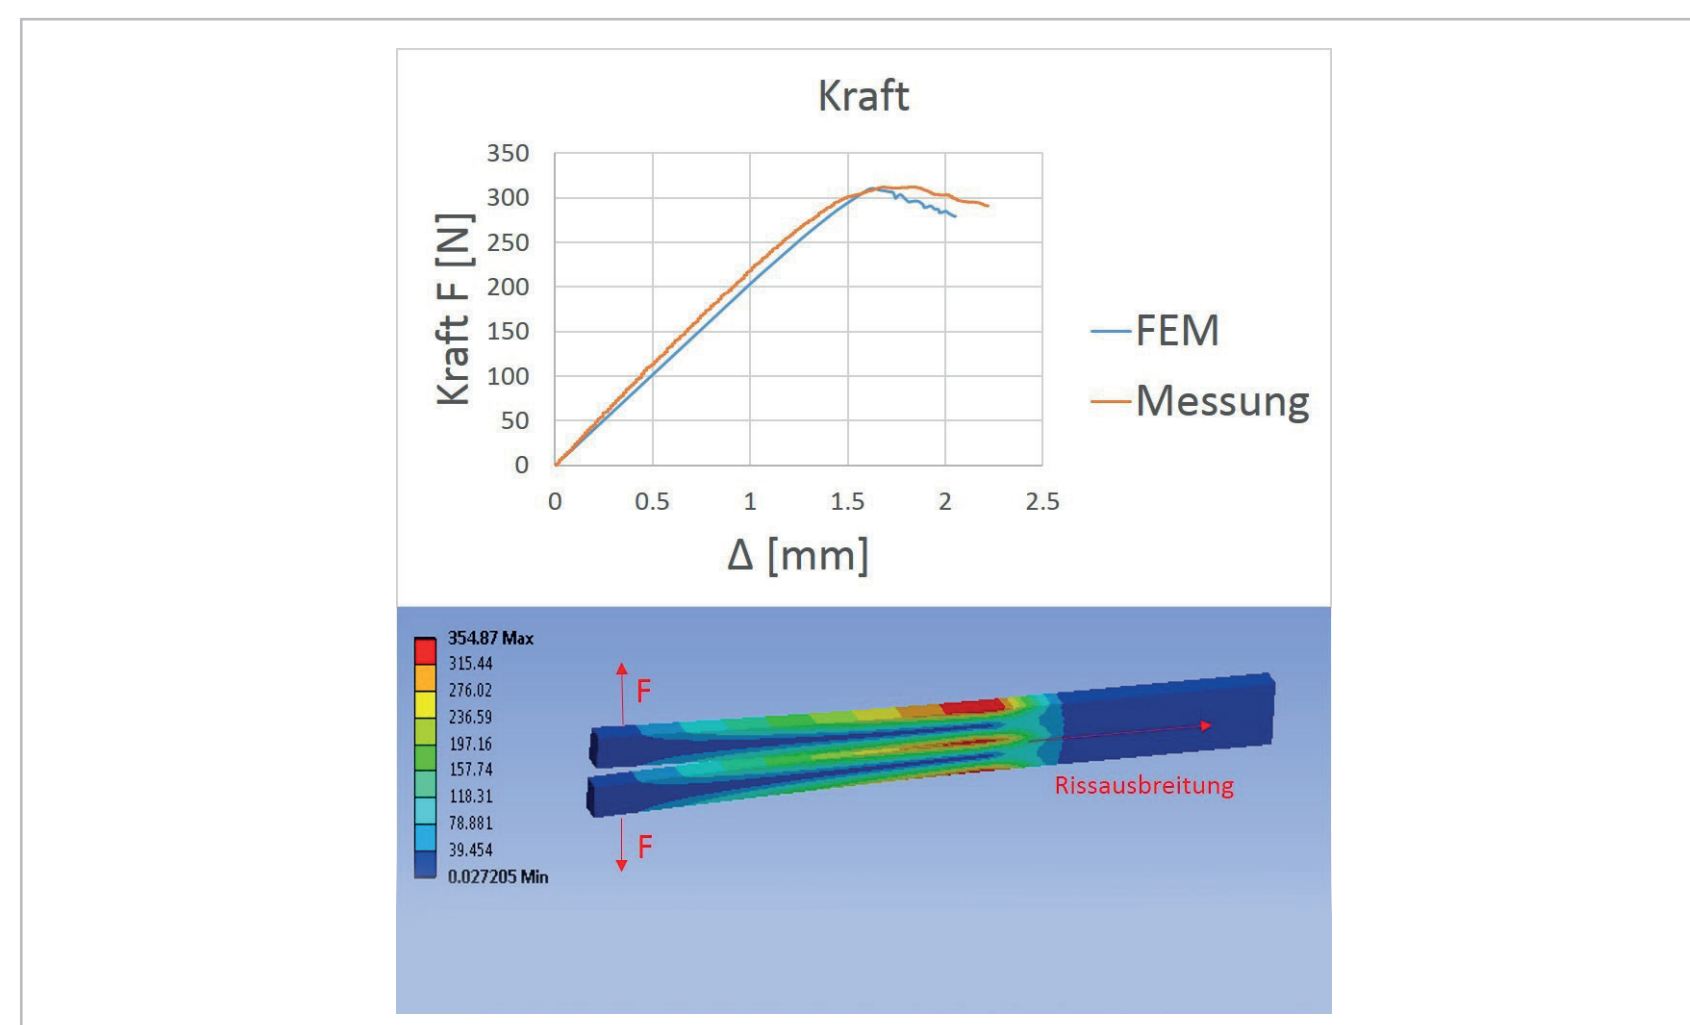 Kraft
350
300
250
200
150
100
50
0
Kraft F [N]
0 0.5 1 1.5 2 2.5
Δ [mm]
FEM
Messung
354.87 Max
315.44
276.02
236.59
197.16
157.74
118.31
78.881
39.454
0.027205 Min
F
F
Rissausbreitung